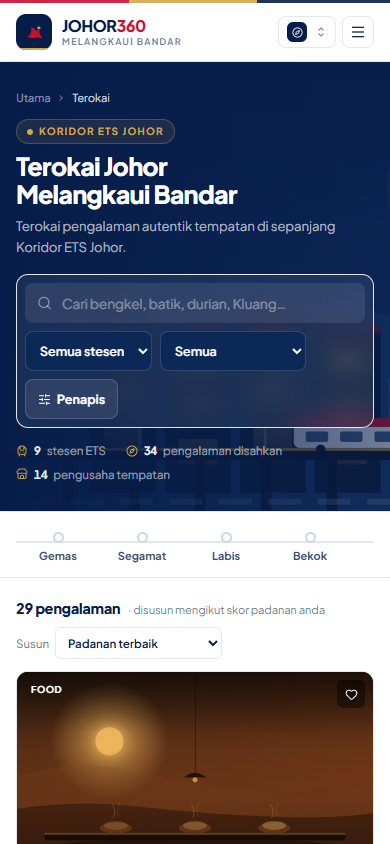 JOHOR360
MELANGKAUI BANDAR
Utama > Terokai
KORIDOR ETS JOHOR
Terokai Johor
Melangkaui Bandar
Terokai pengalaman autentik tempatan di sepanjang
Koridor ETS Johor.
Cari bengkel, batik, durian, Kluang...
Semua stesen Semua
Penapis
9 stesen ETS 34 pengalaman disahkan
14 pengusaha tempatan
Gemas Segamat Labis Bekok
29 pengalaman · disusun mengikut skor padanan anda
Susun Padanan terbaik
FOOD